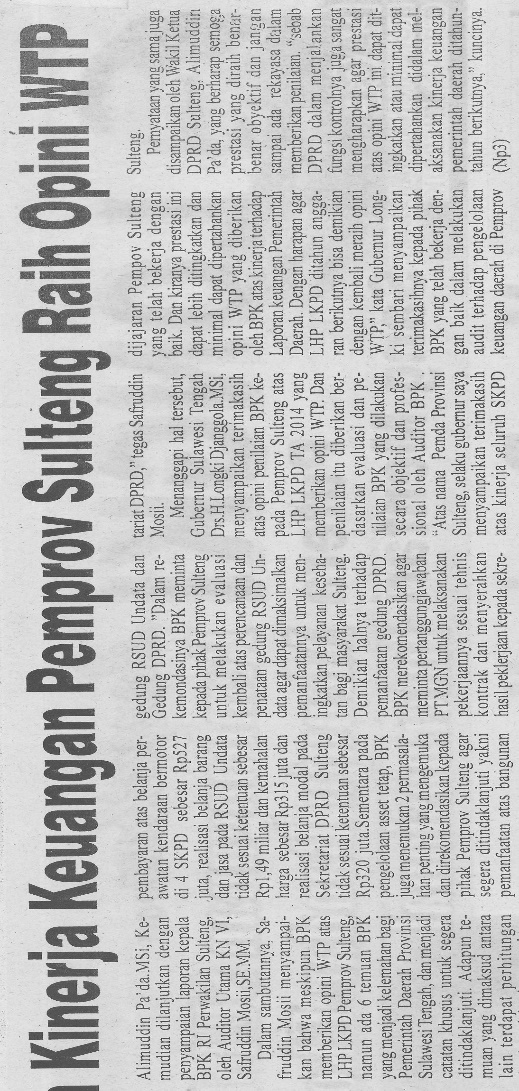 n Kinerja Keuangan Pemprov Sulteng Raih Opini WTP
Alimuddin Pa'da.MSi, Ke-
mudian dilanjutkan dengan
penyampaian laporan kepala
BPK RI Perwakilan Sulteng,
oleh Auditor Utama KN VI,
Safruddin Mosii,SE.MM.
Dalam sambutannya, Sa-
fruddin Mosii menyampai-
kan bahwa meskipun BPK
memberikan opini WTP atas
LHP LKPD Pemprov Sulteng,
namun ada 6 temuan BPK
yang menjadi kelemahan bagi
Pemerintah Daerah Provinsi
Sulawesi Tengah, dan menjadi
catatan khusus untuk segera
ditindaklanjuti. Adapun te-
muan yang dimaksud antara
lain terdapat perhitungan
pembayaran atas belanja per-
awatan kendaraan bermotor
di 4 SKPD sebesar Rp527
juta, realisasi belanja barang
dan jasa pada RSUD Undata
tidak sesuai ketentuan sebesar
Rp1,49 miliar dan kemahalan
harga sebesar Rp315 juta dan
realisasi belanja modal pada
Sekretariat DPRD Sulteng
tidak sesuai ketentuan sebesar
Rp320 juta.Sementara pada
pengelolaan asset tetap, BPK
juga menemukan 2 permasala-
han penting yang mengemuka
dan direkomendasikan kepada
pihak Pemprov Sulteng agar
segera ditindaklanjuti yakni
pemanfaatan atas bangunan
gedung RSUD Undata dan
Gedung DPRD. "Dalam re-
kemondasinya BPK meminta
kepada pihak Pemprov Sulteng
untuk melakukan evaluasi
kembali atas perencanaan dan
penataan gedung RSUD Un-
data agar dapat dimaksimalkan
pemanfaatannya untuk men-
ingkatkan pelayanan keseha-
tan bagi masyarakat Sulteng.
Demikian halnya terhadap
pemanfaatan gedung DPRD.
BPK merekomendasikan agar
meminta pertanggungjawaban
PT.MGN untuk melaksanakan
pekerjaannya sesuai tehnis
kontrak dan menyerahkan
hasil peklerjaan kepada sekre-
tariat DPRD," tegas Safruddin
Mosii.
Menanggapi hal tersebut,
Gubernur Sulawesi Tengah
Drs.H.Longki Djanggola.MSi,
menyampaikan terimakasih
atas opini penilaian BPK ke-
pada Pemprov Sulteng atas
LHP LKPD TA 2014 yang
memberikan opini WTP. Dan
penilaian itu diberikan ber-
dasarkan evaluasi dan pe-
nilaian BPK yang dilakukan
secara objektif dan profes-
sional oleh Auditor BPK .
"Atas nama Pemda Provinsi
Sulteng, selaku gubernur saya
menyampaikan terimakasih
atas kinerja seluruh SKPD
dijajaran Pempov Sulteng
yang telah bekerja dengan
baik. Dan kiranya prestasi ini
dapat lebih ditingkatkan dan
minimal dapat dipertahankan
opini WTP yang diberikan
oleh BPK atas kinerja terhadap
Laporan keuangan Pemerintah
Daerah. Dengan harapan agar
LHP LKPD ditahun angga-
ran berikutnya bisa demikian
dengan kembali meraih opini
WTP," kata Gubernur Long-
ki sembari menyampaikan
terimakasihnya kepada pihak
BPK yang telah bekerja den-
gan baik dalam melakukan
audit terhadap pengelolaan
keuangan daerah di Pemprov
Sulteng.
Pernyataan yang sama juga
disampaikan oleh Wakil Ketua
DPRD Sulteng, Alimuddin
Pa'da, yang berharap semoga
prestasi yang diraih benar-
benar obyektif dan jangan
sampai ada rekayasa dalam
memberikan penilaian. "sebab
DPRD dalam menjalankan
fungsi kontrolnya juga sangat
mengharapkan agar prestasi
atas opini WTP ini dapat dit-
ingkatkan atau minimal dapat
dipertahankan didalam mel-
aksanakan kinerja keuangan
pemerintah daerah ditahun-
tahun berikutnya," kuncinya.
(Np3)